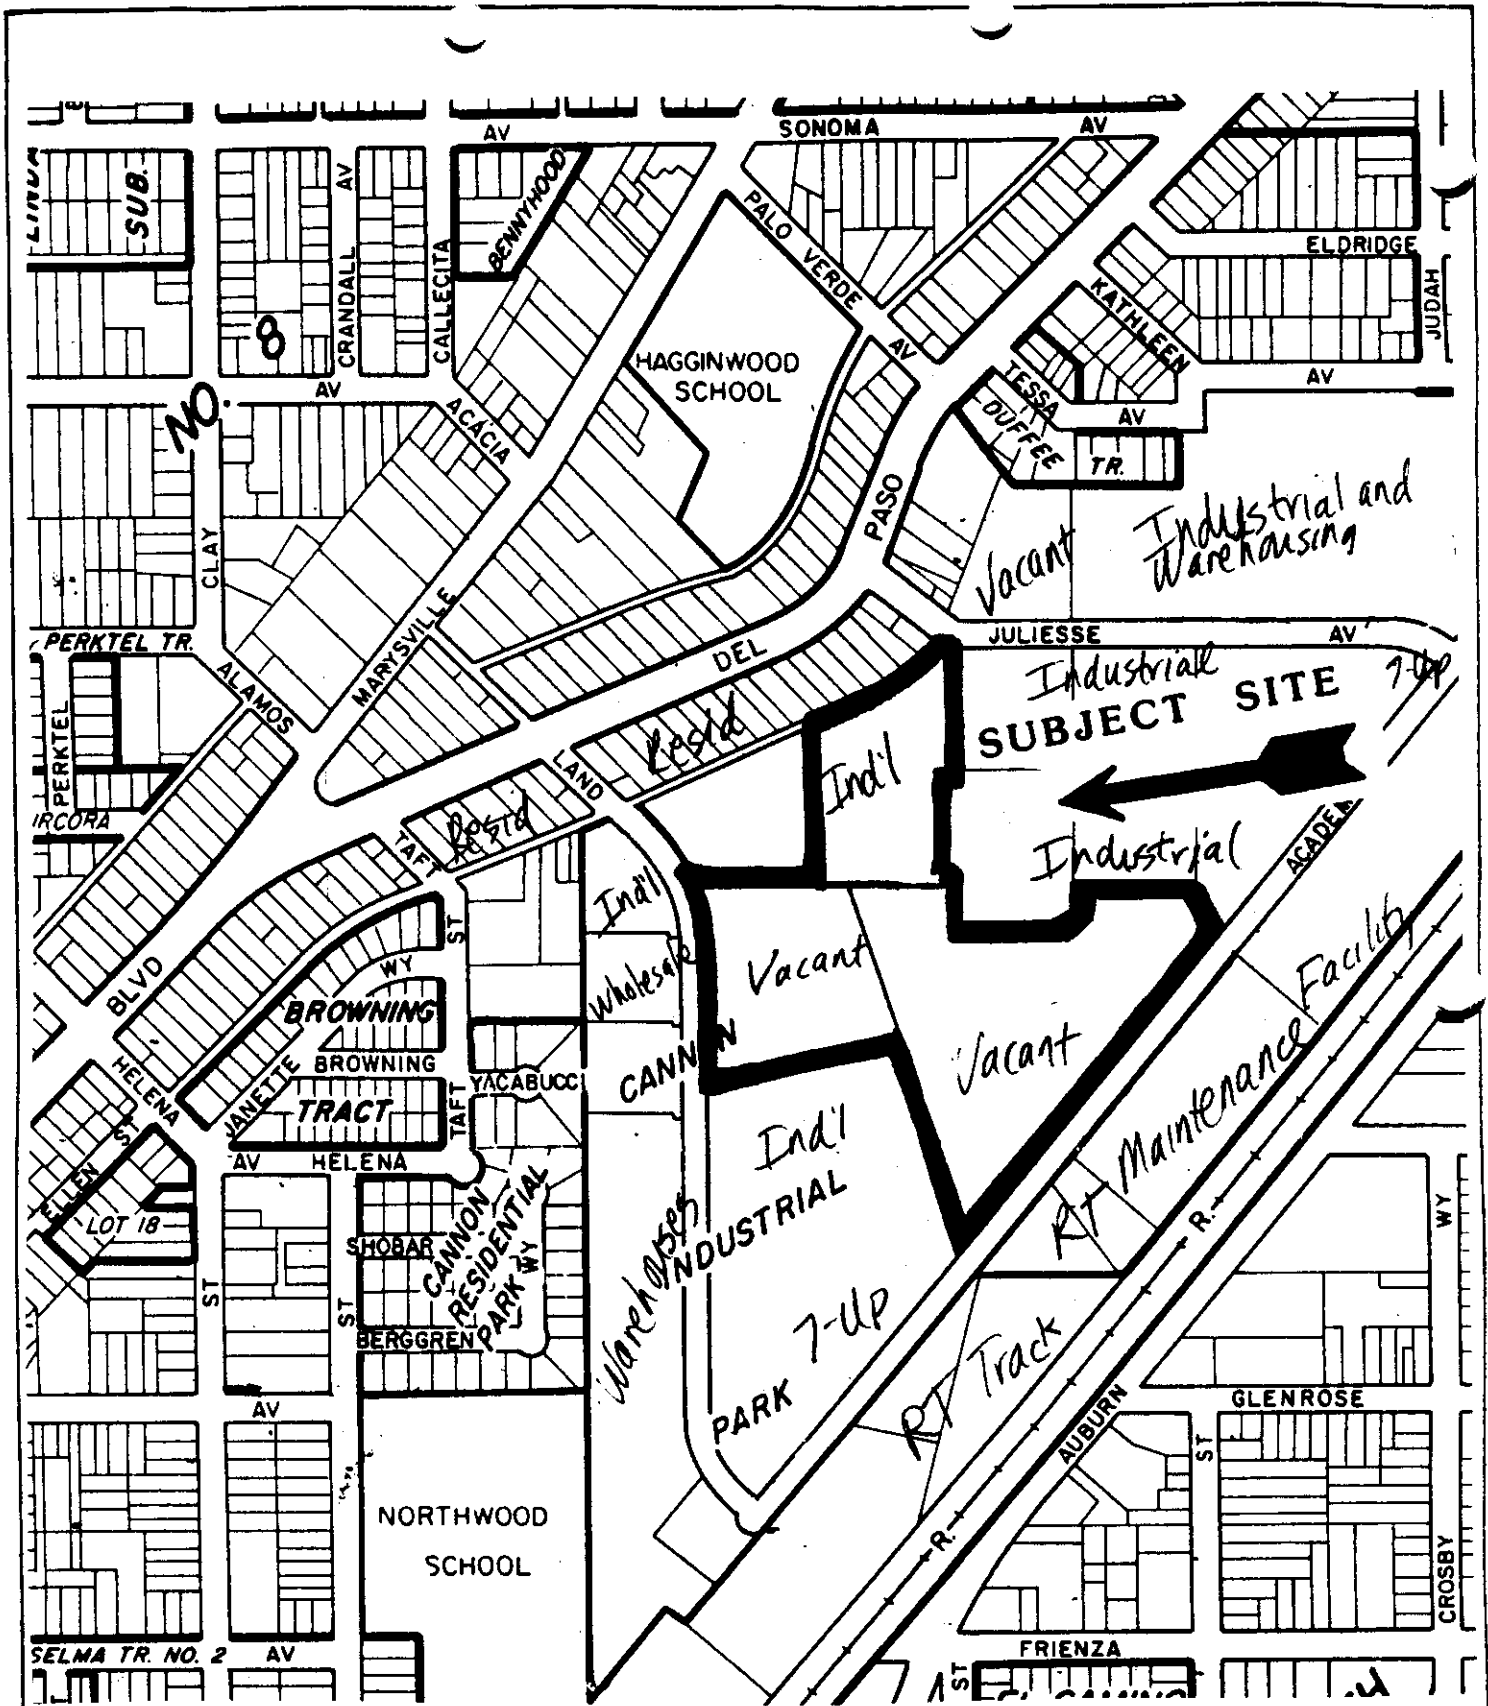 AV
SONOMA
AV
LINDA
SUB.
AV
BENNYHOOD
CRANDALL
CALLECITA
PALO VERDE
AV
ELDRIDGE
JUDAH
KATHLEEN
8
NO.
HAGGINWOOD
SCHOOL
AV
ACACIA
TESSA
AV
AV
DUFFEE
TR.
PASO
CLAY
Vacant
Industrial and
Warehousing
PERKTEL TR.
ALAMOS
MARYSVILLE
DEL
JULIESSE
AV
Industrial
7-Up
SUBJECT SITE
PERKTEL
LAND
Resid
Ind'l
IRCORA
TAFT
Resid
Industrial
ACADEM
Ind'l
ST
WY
Wholesale
Vacant
Facility
BLVD
BROWNING
BROWNING
HELENA
JANETTE
TRACT
TAFT
YACABUCCI
CANNON
Vacant
Maintenance
RT
ST
AV
HELENA
ELLEN
LOT 18
Ind'l
INDUSTRIAL
Warehouses
SHOBAR
CANNON
RESIDENTIAL
PARK
WY
R.
WY
ST
ST
BERGGREN
7-Up
RT Track
PARK
AUBURN
GLENROSE
AV
ST
NORTHWOOD
SCHOOL
R.
CROSBY
SELMA TR. NO. 2
AV
FRIENZA
ST